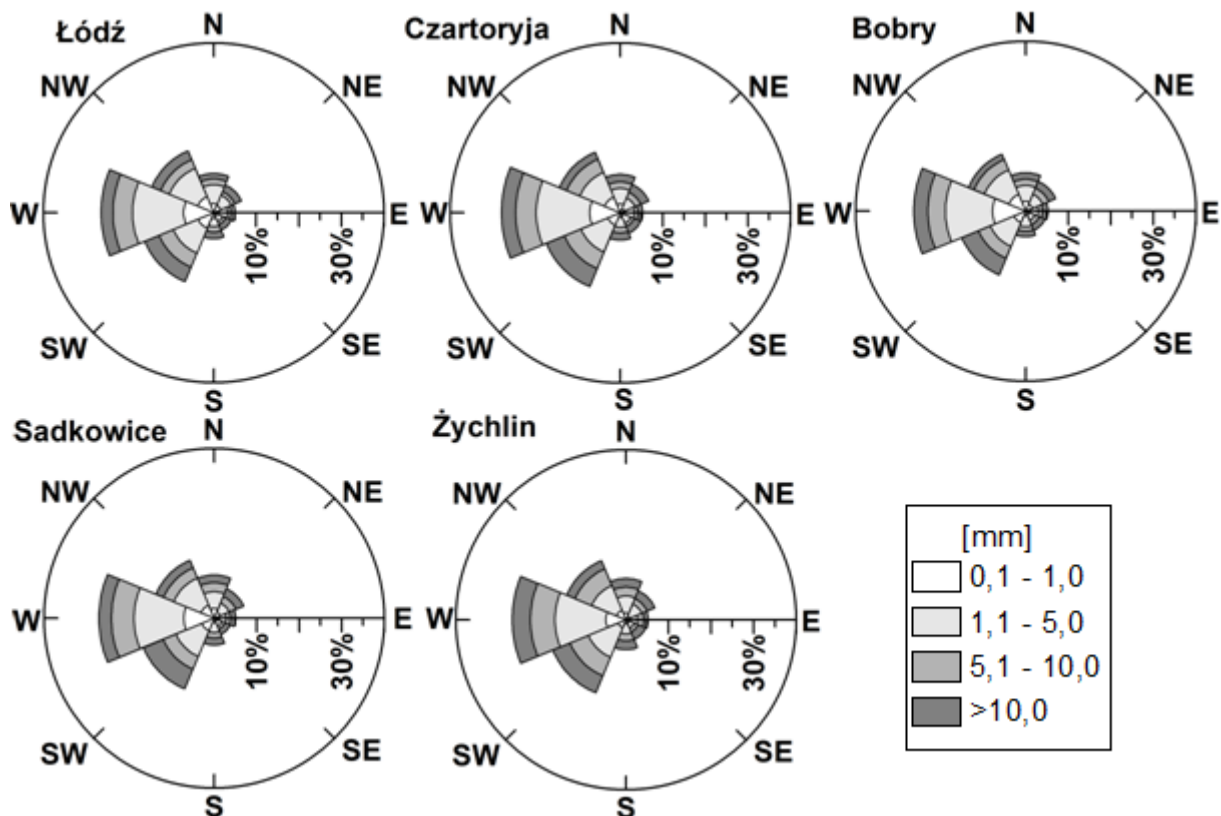 Łódź
N
NW
NE
W
E
10%
30%
SW
SE
S
Czartoryja
N
NW
NE
W
E
10%
30%
SW
SE
S
Bobry
N
NW
NE
W
E
10%
30%
SW
SE
S
Sadkowice
N
NW
NE
W
E
10%
30%
SW
SE
S
Żychlin
N
NW
NE
W
E
10%
30%
SW
SE
S
[mm]
0,1 - 1,0
1,1 - 5,0
5,1 - 10,0
>10,0